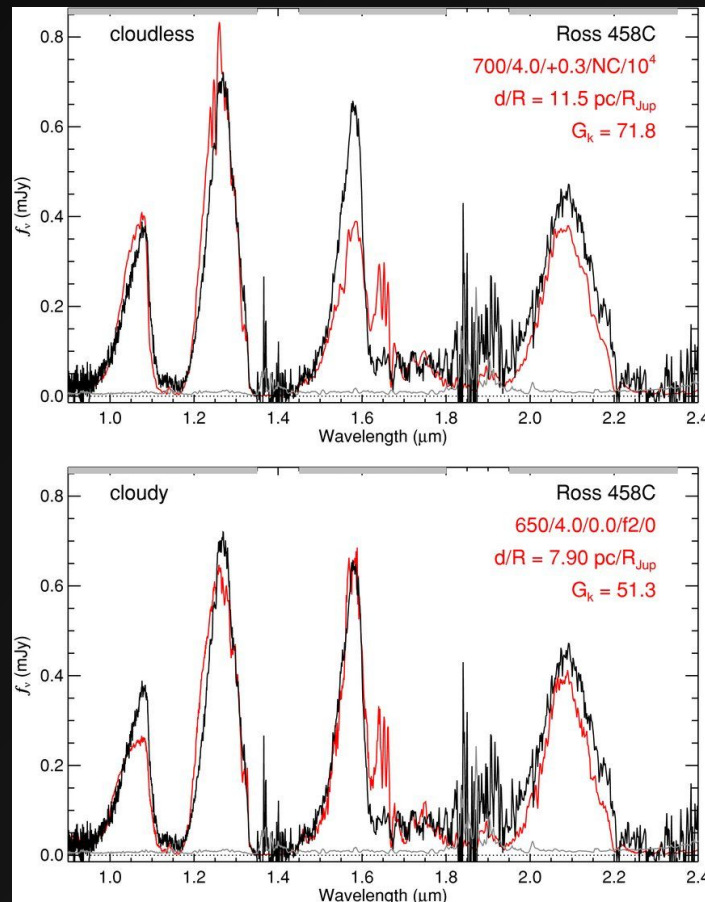 cloudless
Ross 458C
700/4.0/+0.3/NC/10⁴
d/R = 11.5 pc/R_Jup
G_k = 71.8
f_ν (mJy)
0.8
0.6
0.4
0.2
0.0
1.0 1.2 1.4 1.6 1.8 2.0 2.2 2.4
Wavelength (μm)
cloudy
Ross 458C
650/4.0/0.0/f2/0
d/R = 7.90 pc/R_Jup
G_k = 51.3
f_ν (mJy)
0.8
0.6
0.4
0.2
0.0
1.0 1.2 1.4 1.6 1.8 2.0 2.2 2.4
Wavelength (μm)